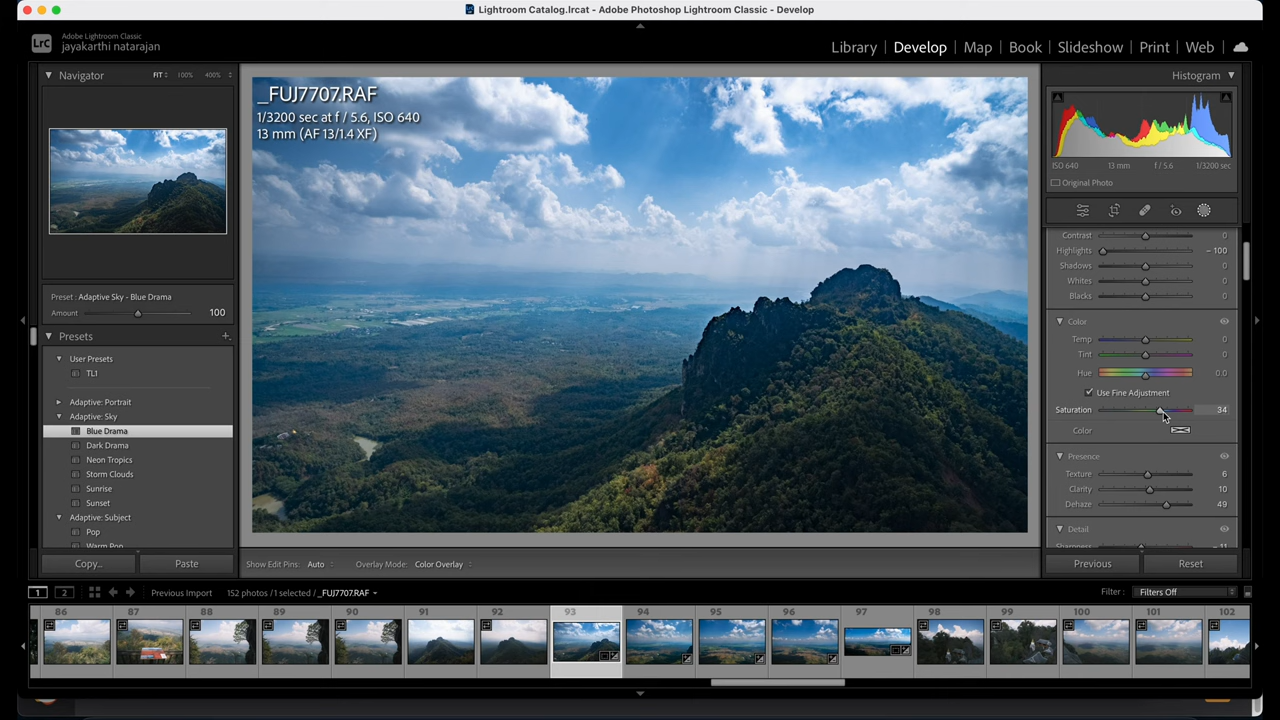 Lightroom Catalog.lrcat - Adobe Photoshop Lightroom Classic - Develop
LrC
Adobe Lightroom Classic
jayakarthi natarajan
Library | Develop | Map | Book | Slideshow | Print | Web
Navigator FIT 100% 400%
Histogram
_FUJ7707.RAF
1/3200 sec at f / 5.6, ISO 640
13 mm (AF 13/1.4 XF)
ISO 640 13 mm f / 5.6 1/3200 sec
Original Photo
Preset : Adaptive Sky - Blue Drama
Amount 100
Presets
User Presets
TL1
Adaptive: Portrait
Adaptive: Sky
Blue Drama
Dark Drama
Neon Tropics
Storm Clouds
Sunrise
Sunset
Adaptive: Subject
Pop
Warm Pop
Copy... Paste
Contrast 0
Highlights – 100
Shadows 0
Whites 0
Blacks 0
Color
Temp 0
Tint 0
Hue 0.0
Use Fine Adjustment
Saturation 34
Color
Presence
Texture 6
Clarity 10
Dehaze 49
Detail
Sharpness – 11
Show Edit Pins: Auto Overlay Mode: Color Overlay
Previous Reset
1 2 Previous Import 152 photos / 1 selected / _FUJ7707.RAF Filter : Filters Off
86 87 88 89 90 91 92 93 94 95 96 97 98 99 100 101 102